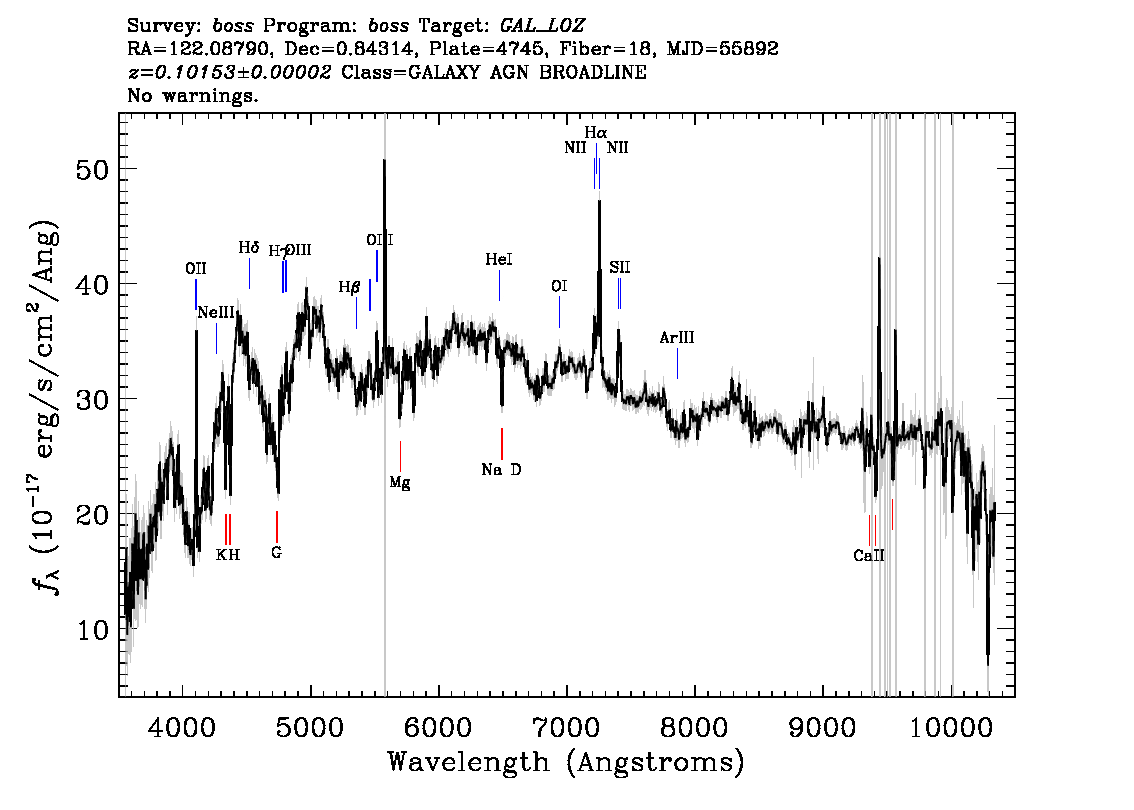 Survey: boss Program: boss Target: GAL_LOZ
RA=122.08790, Dec=0.84314, Plate=4745, Fiber=18, MJD=55892
z=0.10153±0.00002 Class=GALAXY AGN BROADLINE
No warnings.
Hα
NII NII
Hδ Hγ OIII OIII
HeI
OII SII
NeIII Hβ OI
ArIII
Na D
Mg
K H G CaII
50
40
30
20
10
fλ (10⁻¹⁷ erg/s/cm²/Ang)
4000 5000 6000 7000 8000 9000 10000
Wavelength (Angstroms)